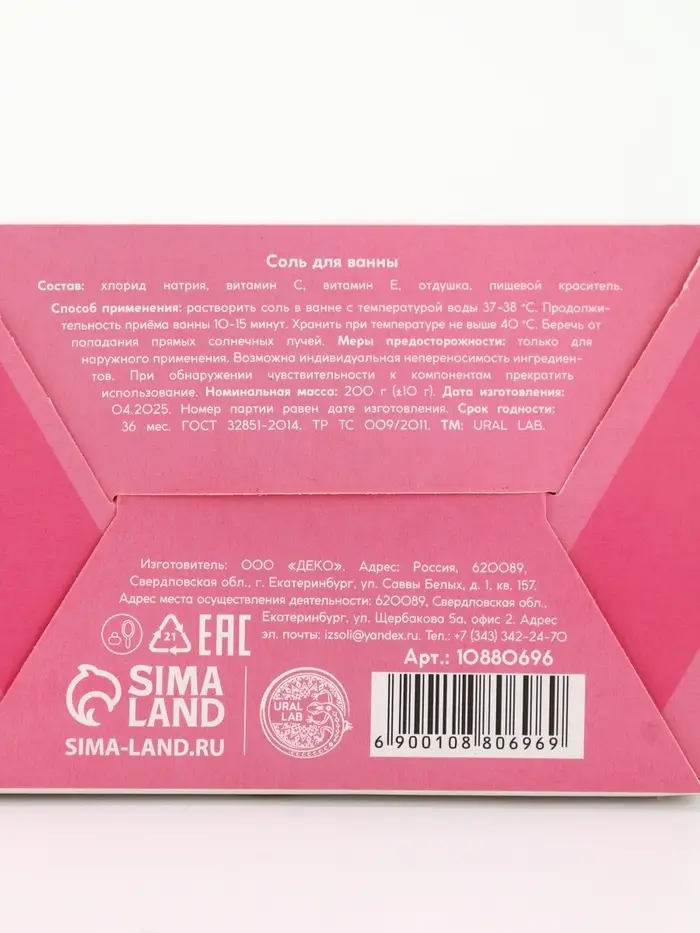 Соль для ванны
Состав: хлорид натрия, витамин С, витамин Е, отдушка, пищевой краситель.
Способ применения: растворить соль в ванне с температурой воды 37-38 °С. Продолжи-
тельность приёма ванны 10-15 минут. Хранить при температуре не выше 40 °С. Беречь от
попадания прямых солнечных лучей. Меры предосторожности: только для
наружного применения. Возможна индивидуальная непереносимость ингредиен-
тов. При обнаружении чувствительности к компонентам прекратить
использование. Номинальная масса: 200 г (±10 г). Дата изготовления:
04.2025. Номер партии равен дате изготовления. Срок годности:
36 мес. ГОСТ 32851-2014. ТР ТС 009/2011. ТМ: URAL LAB.
Изготовитель: ООО «ДЕКО». Адрес: Россия, 620089,
Свердловская обл., г. Екатеринбург, ул. Саввы Белых, д. 1, кв. 157.
Адрес места осуществления деятельности: 620089, Свердловская обл.,
Екатеринбург, ул. Щербакова 5а, офис 2. Адрес
эл. почты: izsoli@yandex.ru. Тел.: +7 (343) 342-24-70
21
EAC
Арт.: 10880696
SIMA
LAND
SIMA-LAND.RU
URAL
LAB
6 900108 806969